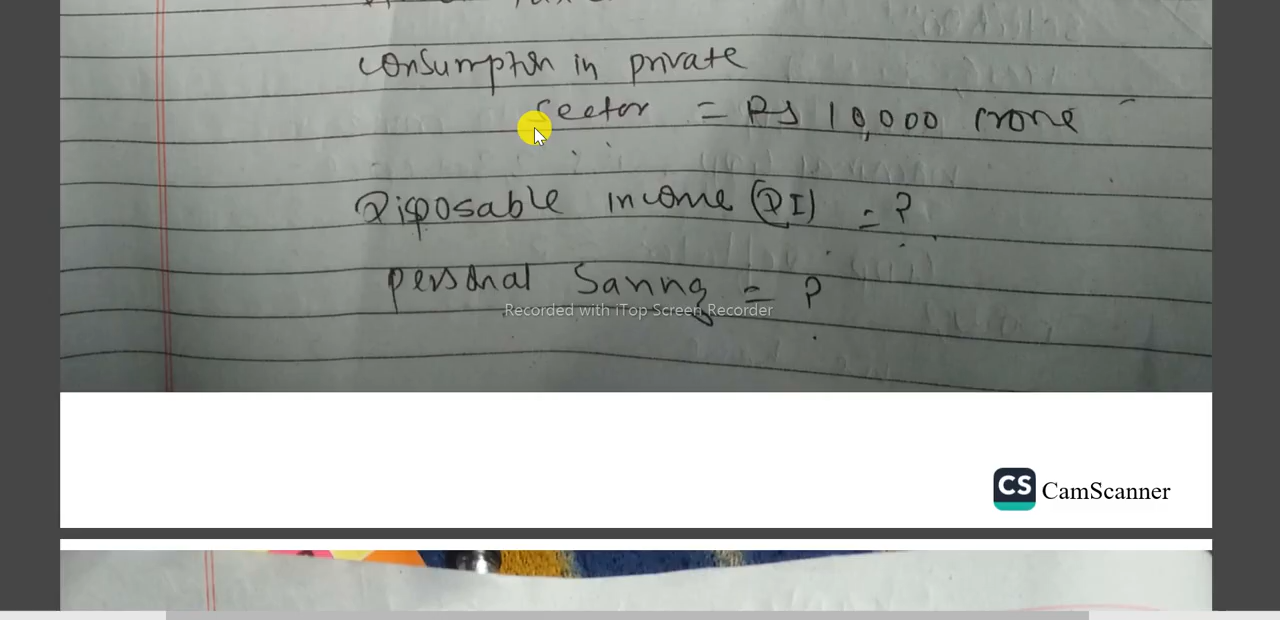 Consumption in private
Sector = Rs 10,000 crore
Disposable income (DI) = ?
personal Saving = ?
Recorded with iTop Screen Recorder
CS CamScanner